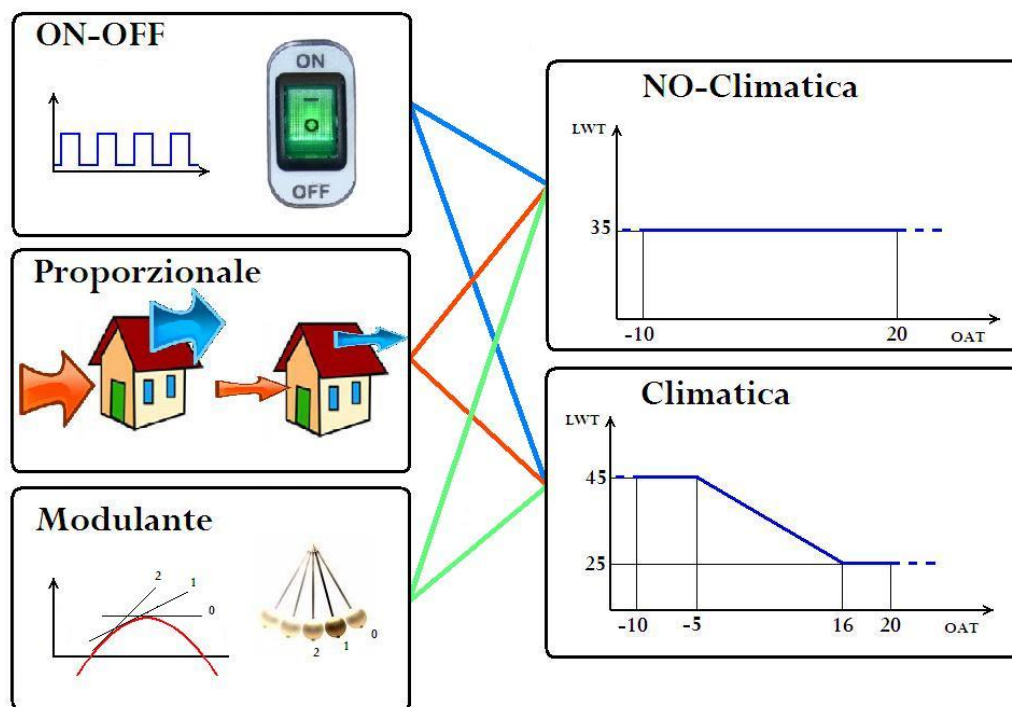 ON-OFF
ON
OFF
Proporzionale
Modulante
2
1
0
2
1
0
NO-Climatica
LWT
35
-10
20
OAT
Climatica
LWT
45
25
-10
-5
16
20
OAT